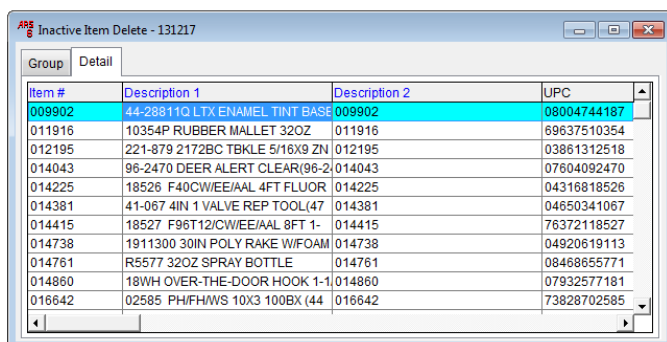 ARS Inactive Item Delete - 131217
Group Detail
Item # Description 1 Description 2 UPC
009902 44-28811Q LTX ENAMEL TINT BASE 009902 08004744187
011916 10354P RUBBER MALLET 32OZ 011916 69637510354
012195 221-879 2172BC TBKLE 5/16X9 ZN 012195 03861312518
014043 96-2470 DEER ALERT CLEAR(96-24 014043 07604092470
014225 18526 F40CW/EE/AAL 4FT FLUOR 014225 04316818526
014381 41-067 4IN 1 VALVE REP TOOL(47 014381 04650341067
014415 18527 F96T12/CW/EE/AAL 8FT 1- 014415 76372118527
014738 1911300 30IN POLY RAKE W/FOAM 014738 04920619113
014761 R5577 32OZ SPRAY BOTTLE 014761 08468655771
014860 18WH OVER-THE-DOOR HOOK 1-1 014860 07932577181
016642 02585 PH/FH/WS 10X3 100BX (44 016642 73828702585